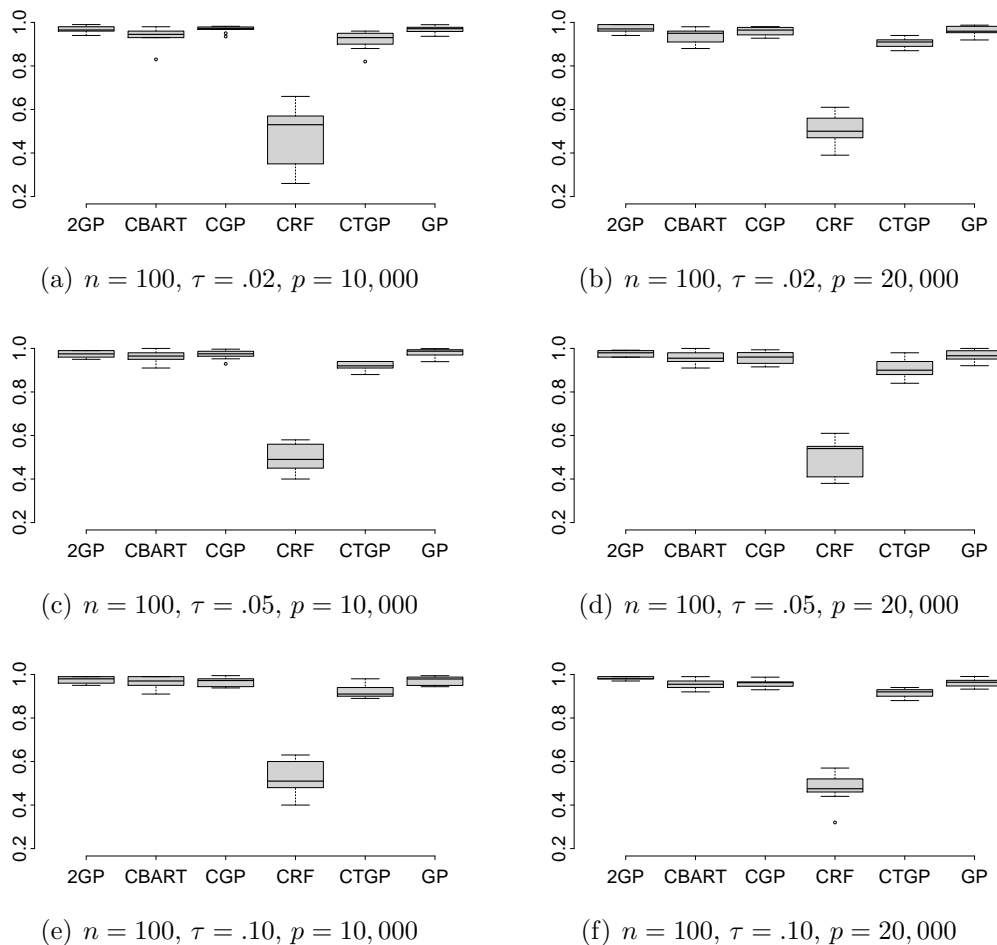 1.0
0.8
0.6
0.4
0.2
2GP CBART CGP CRF CTGP GP
(a) n = 100, τ = .02, p = 10, 000
1.0
0.8
0.6
0.4
0.2
2GP CBART CGP CRF CTGP GP
(b) n = 100, τ = .02, p = 20, 000
1.0
0.8
0.6
0.4
0.2
2GP CBART CGP CRF CTGP GP
(c) n = 100, τ = .05, p = 10, 000
1.0
0.8
0.6
0.4
0.2
2GP CBART CGP CRF CTGP GP
(d) n = 100, τ = .05, p = 20, 000
1.0
0.8
0.6
0.4
0.2
2GP CBART CGP CRF CTGP GP
(e) n = 100, τ = .10, p = 10, 000
1.0
0.8
0.6
0.4
0.2
2GP CBART CGP CRF CTGP GP
(f) n = 100, τ = .10, p = 20, 000